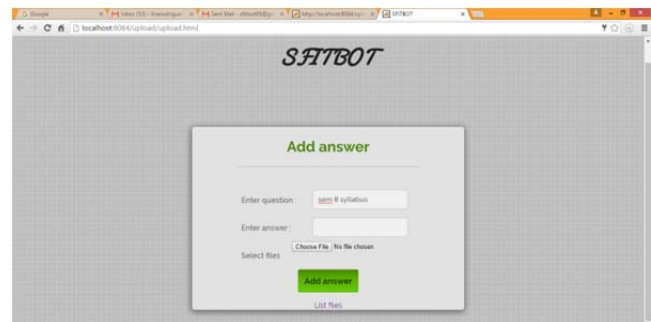 Google
localhost:8084/upload/upload.html
SFITBOT
Add answer
Enter question :
sem 8 syllabus
Enter answer :
Choose File No file chosen
Select files
Add answer
List files